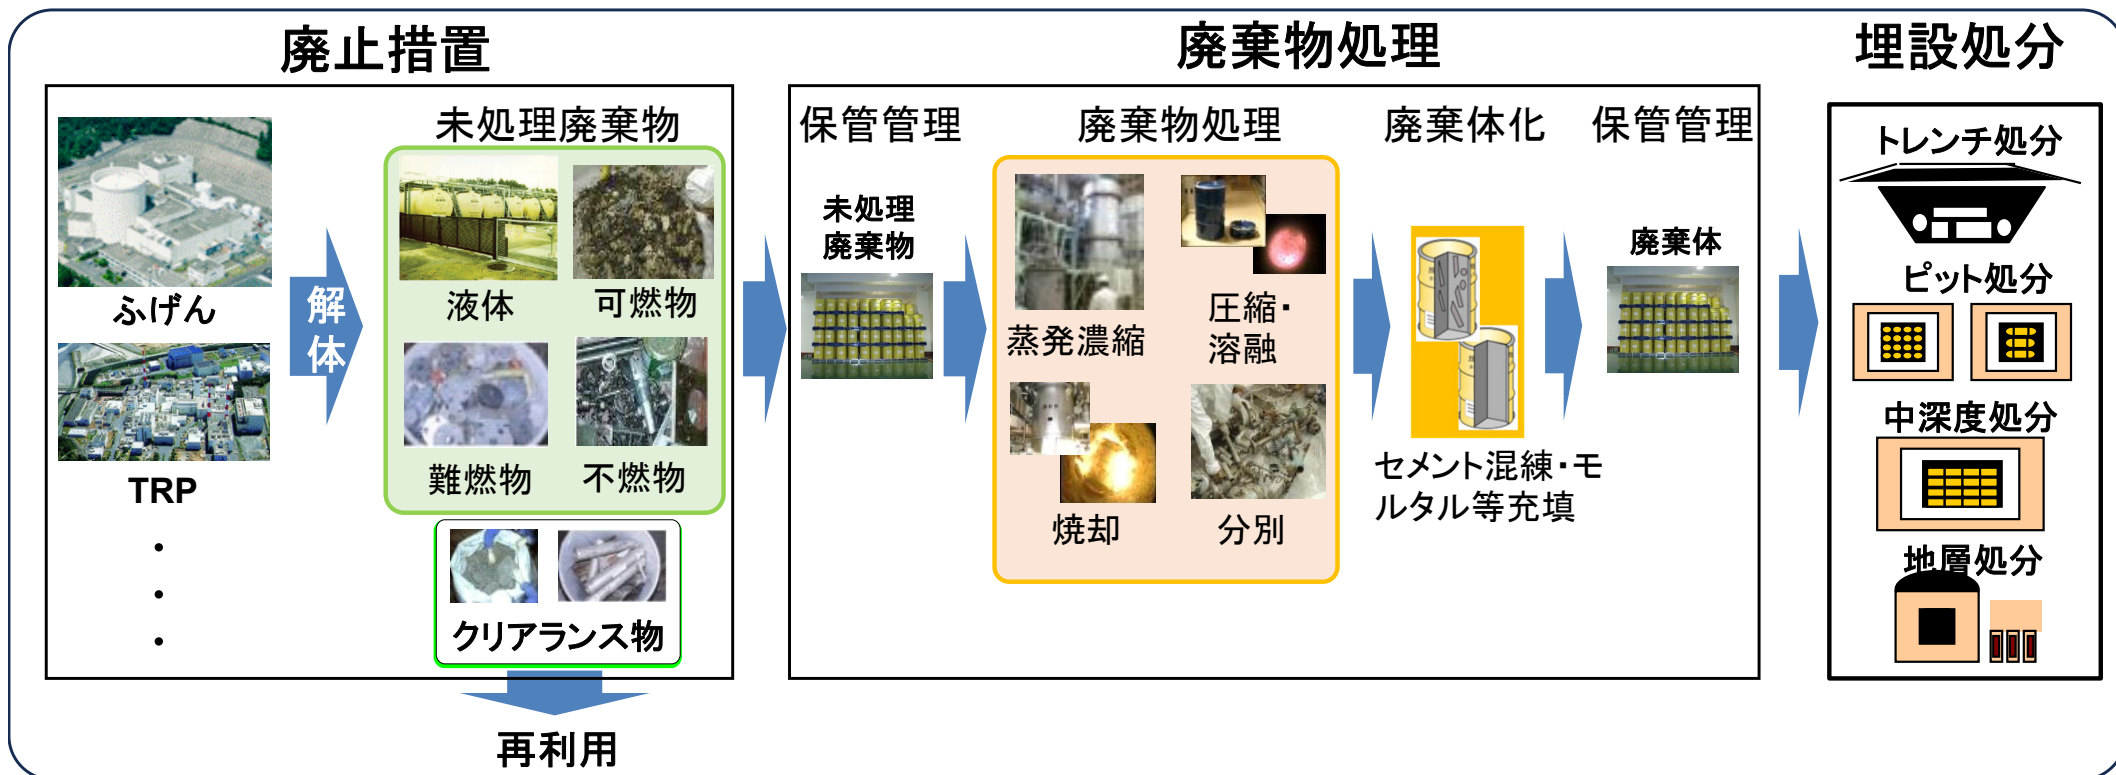 廃止措置
廃棄物処理
埋設処分
未処理廃棄物
ふげん
TRP
・
・
・
解
体
液体
可燃物
難燃物
不燃物
クリアランス物
再利用
保管管理
未処理
廃棄物
廃棄物処理
蒸発濃縮
圧縮・
溶融
焼却
分別
廃棄体化
セメント混練・モ
ルタル等充填
保管管理
廃棄体
トレンチ処分
ピット処分
中深度処分
地層処分